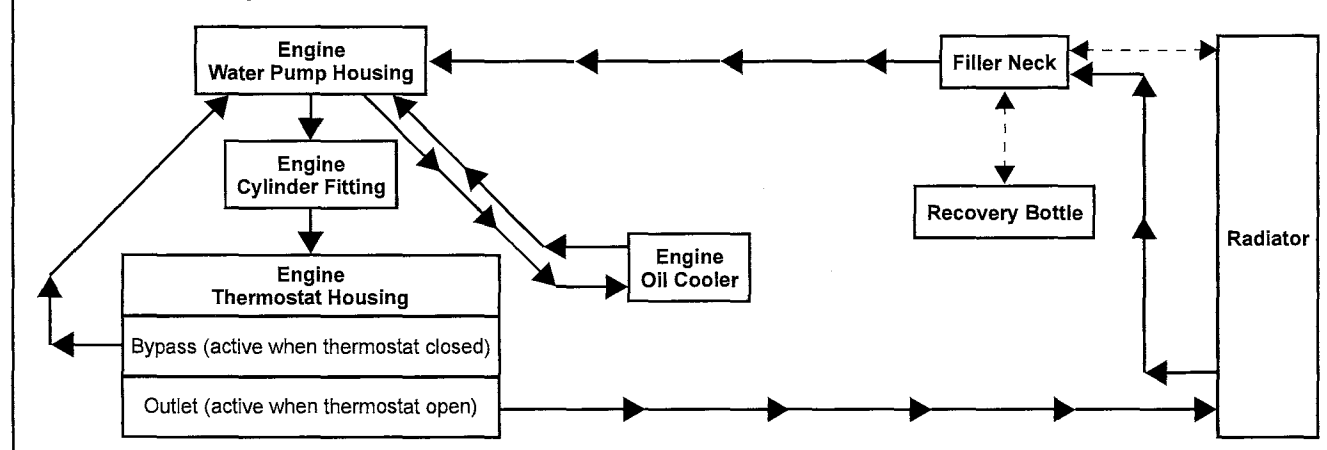 Engine
Water Pump Housing
Filler Neck
Engine
Cylinder Fitting
Recovery Bottle
Radiator
Engine
Oil Cooler
Engine
Thermostat Housing
Bypass (active when thermostat closed)
Outlet (active when thermostat open)